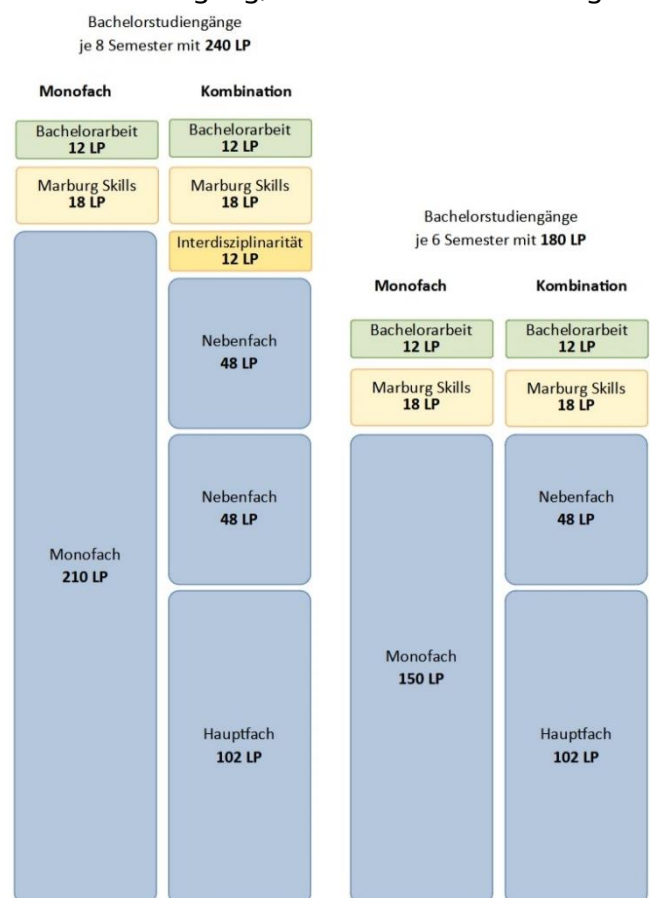 Bachelorstudiengänge
je 8 Semester mit 240 LP
Monofach
Kombination
Bachelorarbeit
12 LP
Bachelorarbeit
12 LP
Marburg Skills
18 LP
Marburg Skills
18 LP
Interdisziplinarität
12 LP
Nebenfach
48 LP
Nebenfach
48 LP
Monofach
210 LP
Hauptfach
102 LP
Bachelorstudiengänge
je 6 Semester mit 180 LP
Monofach
Kombination
Bachelorarbeit
12 LP
Bachelorarbeit
12 LP
Marburg Skills
18 LP
Marburg Skills
18 LP
Nebenfach
48 LP
Monofach
150 LP
Hauptfach
102 LP